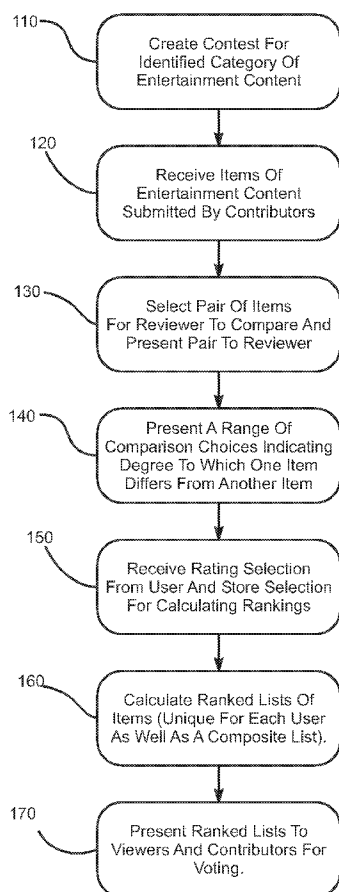 110
Create Contest For
Identified Category Of
Entertainment Content
120
Receive Items Of
Entertainment Content
Submitted By Contributors
130
Select Pair Of Items
For Reviewer To Compare And
Present Pair To Reviewer
140
Present A Range Of
Comparison Choices Indicating
Degree To Which One Item
Differs From Another Item
150
Receive Rating Selection
From User And Store Selection
For Calculating Rankings
160
Calculate Ranked Lists Of
Items (Unique For Each User
As Well As A Composite List).
170
Present Ranked Lists To
Viewers And Contributors For
Voting.